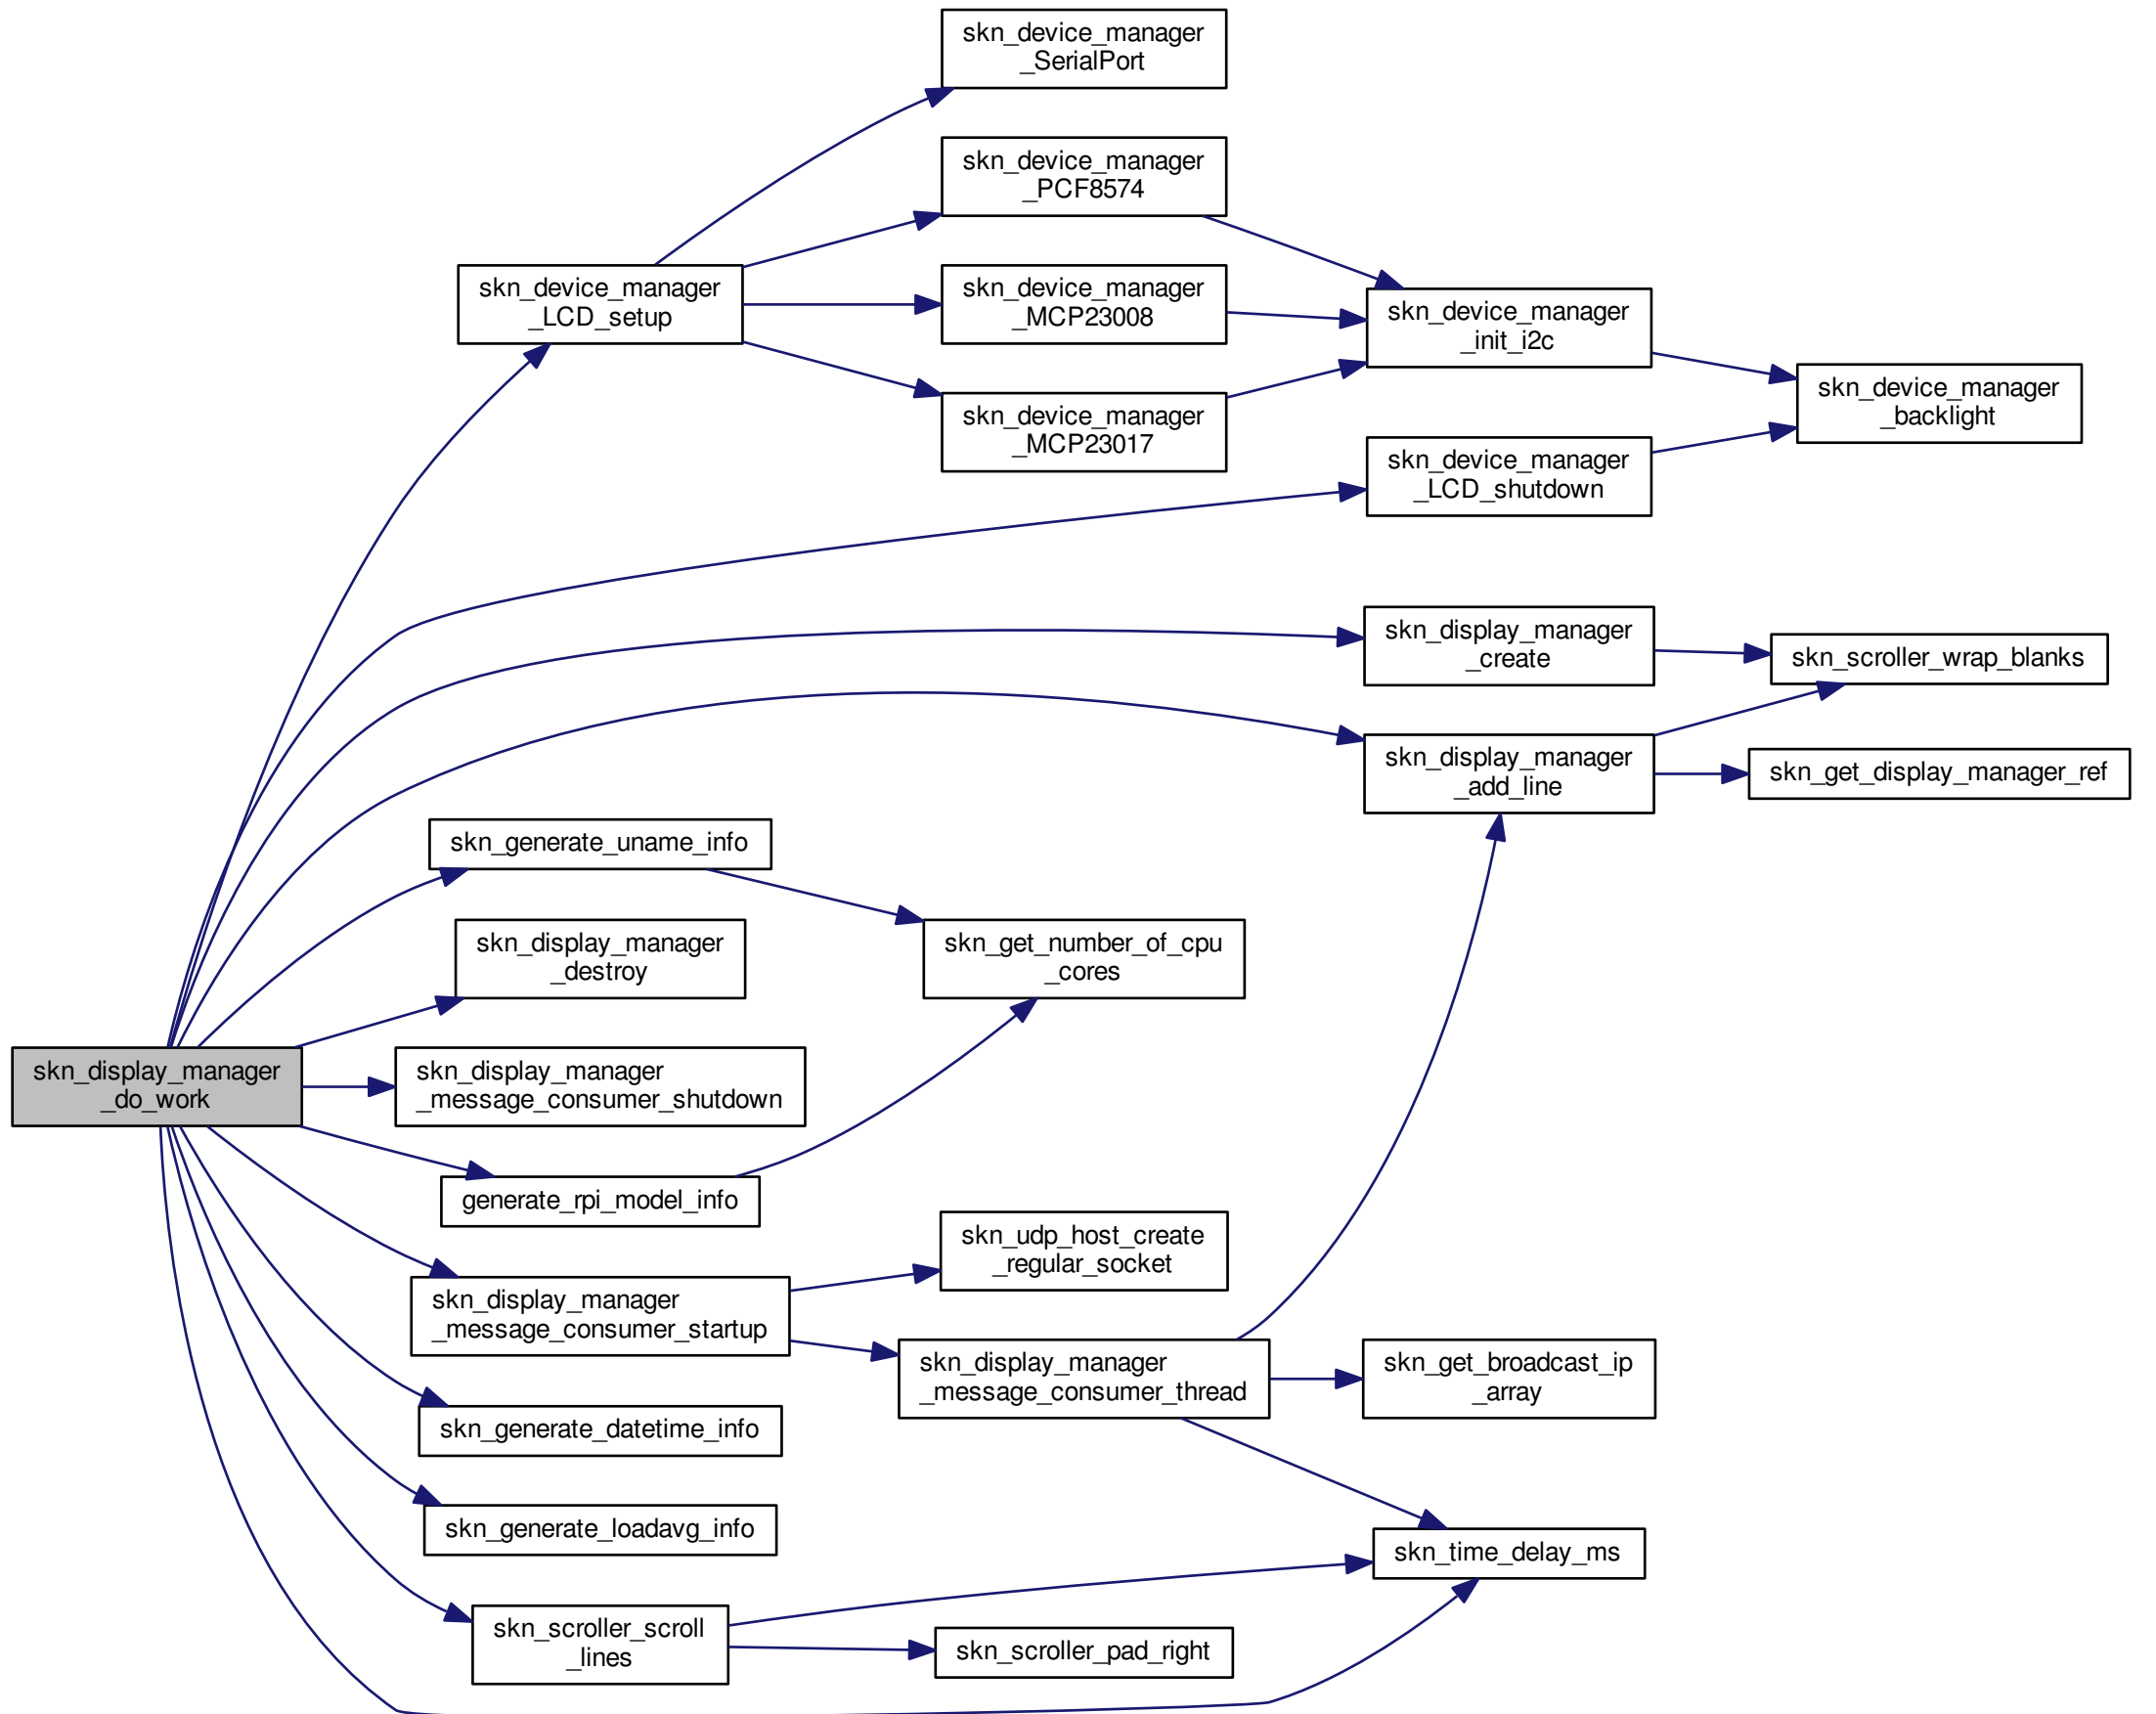 skn_device_manager
_SerialPort
skn_device_manager
_PCF8574
skn_device_manager
_LCD_setup
skn_device_manager
_MCP23008
skn_device_manager
_init_i2c
skn_device_manager
_backlight
skn_device_manager
_MCP23017
skn_device_manager
_LCD_shutdown
skn_display_manager
_create
skn_scroller_wrap_blanks
skn_display_manager
_add_line
skn_get_display_manager_ref
skn_generate_uname_info
skn_display_manager
_destroy
skn_get_number_of_cpu
_cores
skn_display_manager
_do_work
skn_display_manager
_message_consumer_shutdown
generate_rpi_model_info
skn_udp_host_create
_regular_socket
skn_display_manager
_message_consumer_startup
skn_display_manager
_message_consumer_thread
skn_get_broadcast_ip
_array
skn_generate_datetime_info
skn_generate_loadavg_info
skn_time_delay_ms
skn_scroller_scroll
_lines
skn_scroller_pad_right